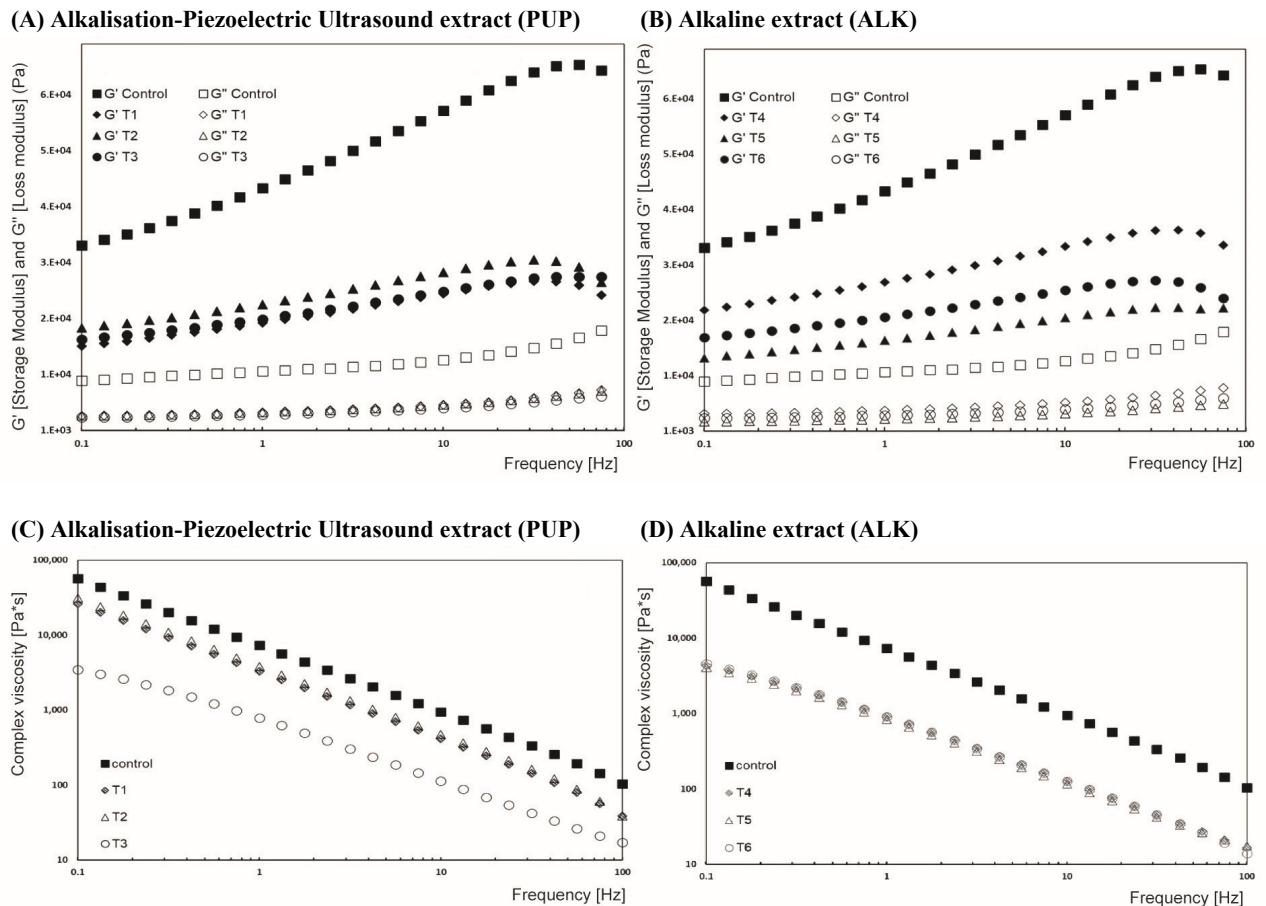 (A) Alkalisation-Piezoelectric Ultrasound extract (PUP)
G' [Storage Modulus] and G" [Loss modulus] (Pa)
6.E+04
5.E+04
4.E+04
3.E+04
2.E+04
1.E+04
1.E+03
G' Control
G" Control
G' T1
G" T1
G' T2
G" T2
G' T3
G" T3
0.1
1
10
100
Frequency [Hz]
(B) Alkaline extract (ALK)
G' [Storage Modulus] and G" [Loss modulus] (Pa)
6.E+04
5.E+04
4.E+04
3.E+04
2.E+04
1.E+04
1.E+03
G' Control
G" Control
G' T4
G" T4
G' T5
G" T5
G' T6
G" T6
0.1
1
10
100
Frequency [Hz]
(C) Alkalisation-Piezoelectric Ultrasound extract (PUP)
Complex viscosity [Pa*s]
100,000
10,000
1,000
100
10
control
T1
T2
T3
0.1
1
10
100
Frequency [Hz]
(D) Alkaline extract (ALK)
Complex viscosity [Pa*s]
100,000
10,000
1,000
100
10
control
T4
T5
T6
0.1
1
10
100
Frequency [Hz]